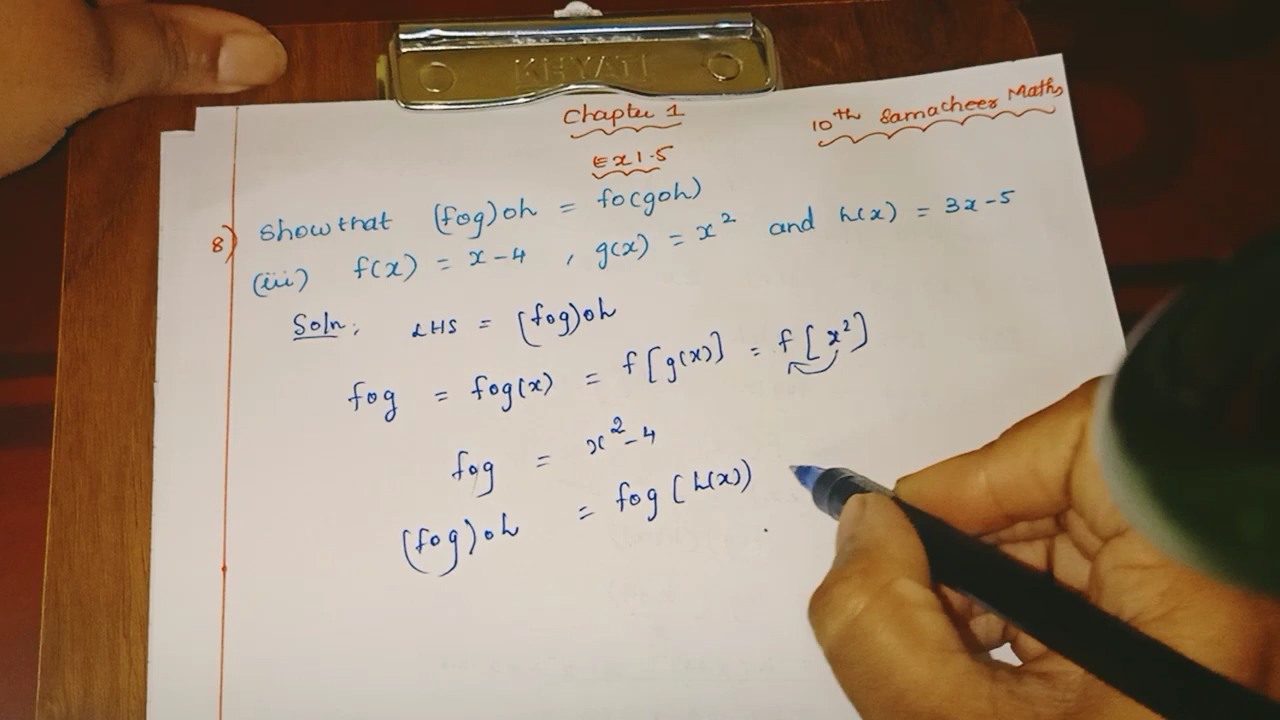 KHYATI
Chapter 1
10th Samacheer Maths
Ex 1.5
8) Show that (fog)oh = fo(goh)
(iii) f(x) = x-4 , g(x) = x² and h(x) = 3x-5
Soln: LHS = (fog)oh
fog = fog(x) = f[g(x)] = f[x²]
fog = x²-4
(fog)oh = fog(h(x))